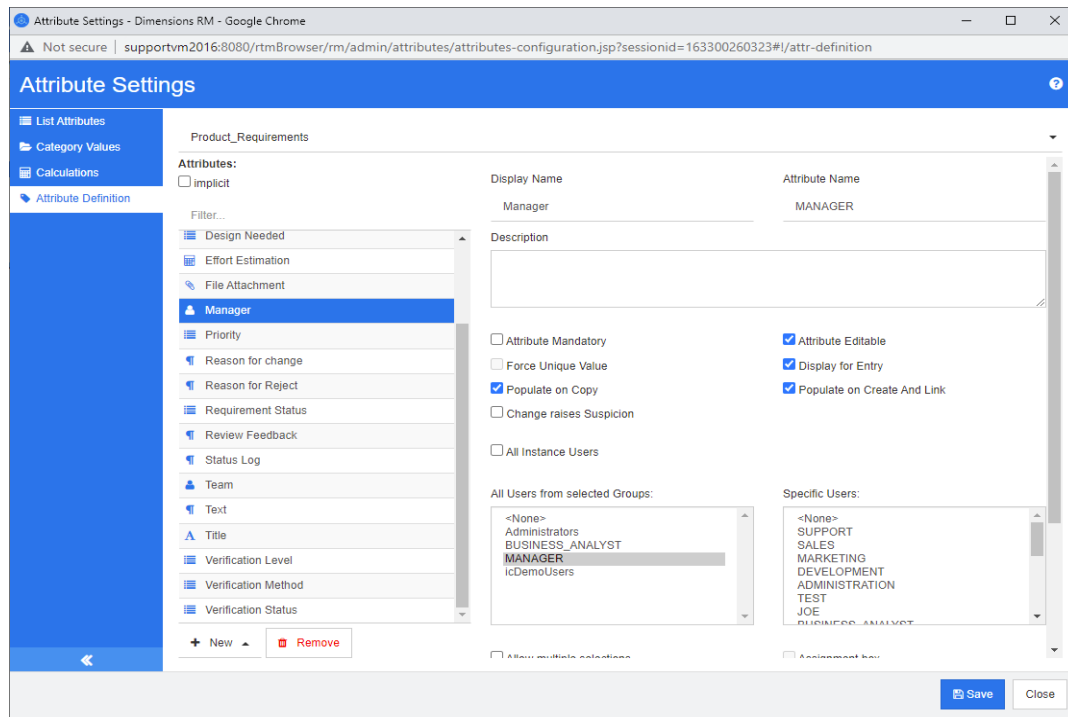 Attribute Settings - Dimensions RM - Google Chrome
Not secure | supportvm2016:8080/rtmBrowser/rm/admin/attributes/attributes-configuration.jsp?sessionid=163300260323#!/attr-definition
Attribute Settings
List Attributes
Category Values
Calculations
Attribute Definition
Product_Requirements
Attributes:
implicit
Filter...
Design Needed
Effort Estimation
File Attachment
Manager
Priority
Reason for change
Reason for Reject
Requirement Status
Review Feedback
Status Log
Team
Text
Title
Verification Level
Verification Method
Verification Status
+ New
Remove
Display Name
Attribute Name
Manager
MANAGER
Description
Attribute Mandatory
Attribute Editable
Force Unique Value
Display for Entry
Populate on Copy
Populate on Create And Link
Change raises Suspicion
All Instance Users
All Users from selected Groups:
<None>
Administrators
BUSINESS_ANALYST
MANAGER
icDemoUsers
Specific Users:
<None>
SUPPORT
SALES
MARKETING
DEVELOPMENT
ADMINISTRATION
TEST
JOE
BUSINESS_ANALYST
Allow multiple selections
Assignment box
Save
Close